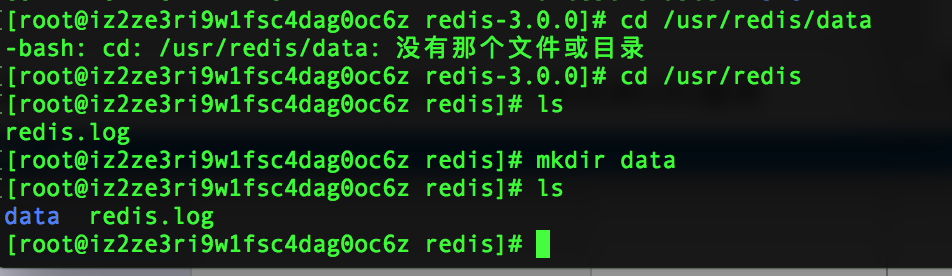 [root@iz2ze3ri9w1fsc4dag0oc6z redis-3.0.0]# cd /usr/redis/data
-bash: cd: /usr/redis/data: 没有那个文件或目录
[root@iz2ze3ri9w1fsc4dag0oc6z redis-3.0.0]# cd /usr/redis
[root@iz2ze3ri9w1fsc4dag0oc6z redis]# ls
redis.log
[root@iz2ze3ri9w1fsc4dag0oc6z redis]# mkdir data
[root@iz2ze3ri9w1fsc4dag0oc6z redis]# ls
data  redis.log
[root@iz2ze3ri9w1fsc4dag0oc6z redis]#